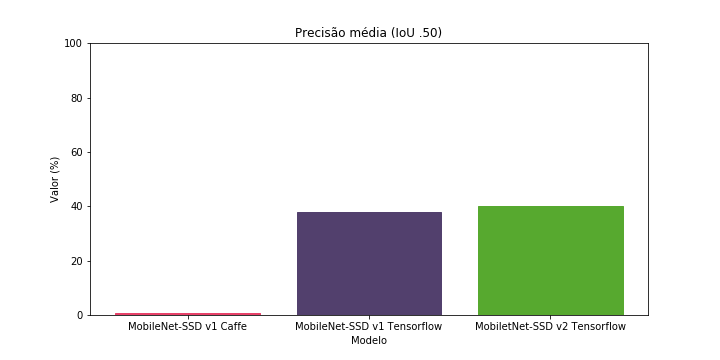 Precisão média (IoU .50)
100
80
60
40
20
0
Valor (%)
MobileNet-SSD v1 Caffe
MobileNet-SSD v1 Tensorflow
MobiletNet-SSD v2 Tensorflow
Modelo